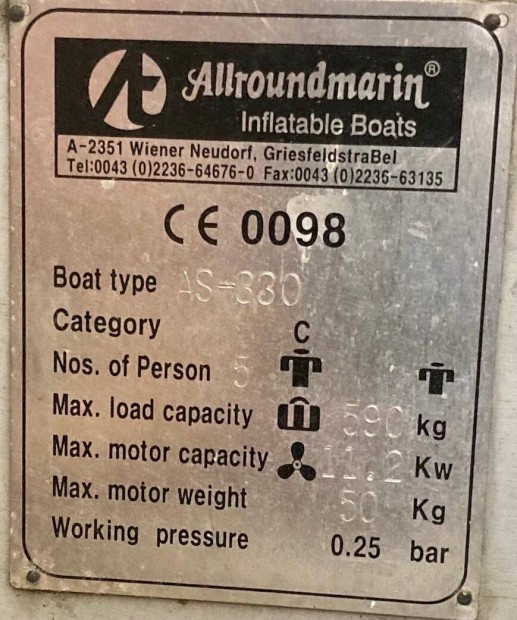 Allroundmarin®
Inflatable Boats
A-2351 Wiener Neudorf, GriesfeldstraBeI
Tel:0043 (0)2236-64676-0 Fax:0043 (0)2236-63135
CE 0098
Boat type AS-330
Category C
Nos. of Person 5
Max. load capacity 590 kg
Max. motor capacity 11.2 Kw
Max. motor weight 50 Kg
Working pressure 0.25 bar